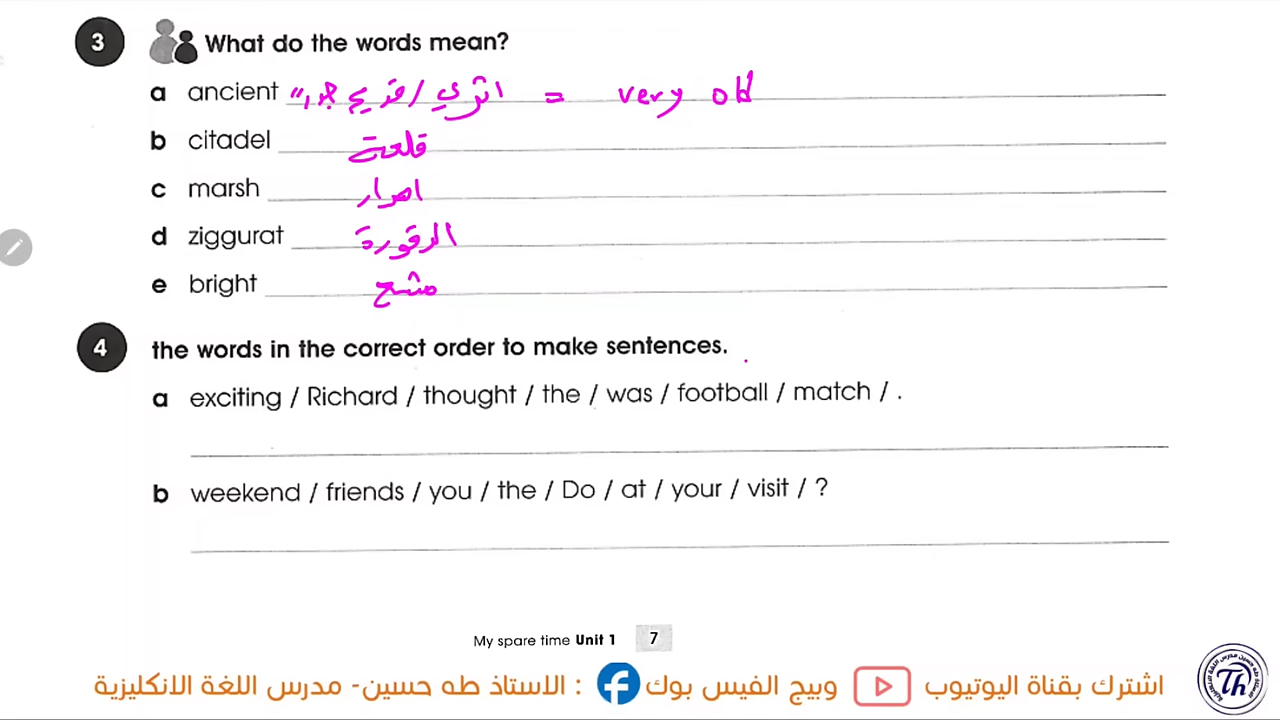 3 What do the words mean?
a ancient اثري / قديم جدا" = very old
b citadel قلعة
c marsh اهوار
d ziggurat الزقورة
e bright مشع
4 the words in the correct order to make sentences.
a exciting / Richard / thought / the / was / football / match / .
b weekend / friends / you / the / Do / at / your / visit / ?
My spare time Unit 1 7
اشترك بقناة اليوتيوب وبيج الفيس بوك : الاستاذ طه حسين- مدرس اللغة الانكليزية
Th